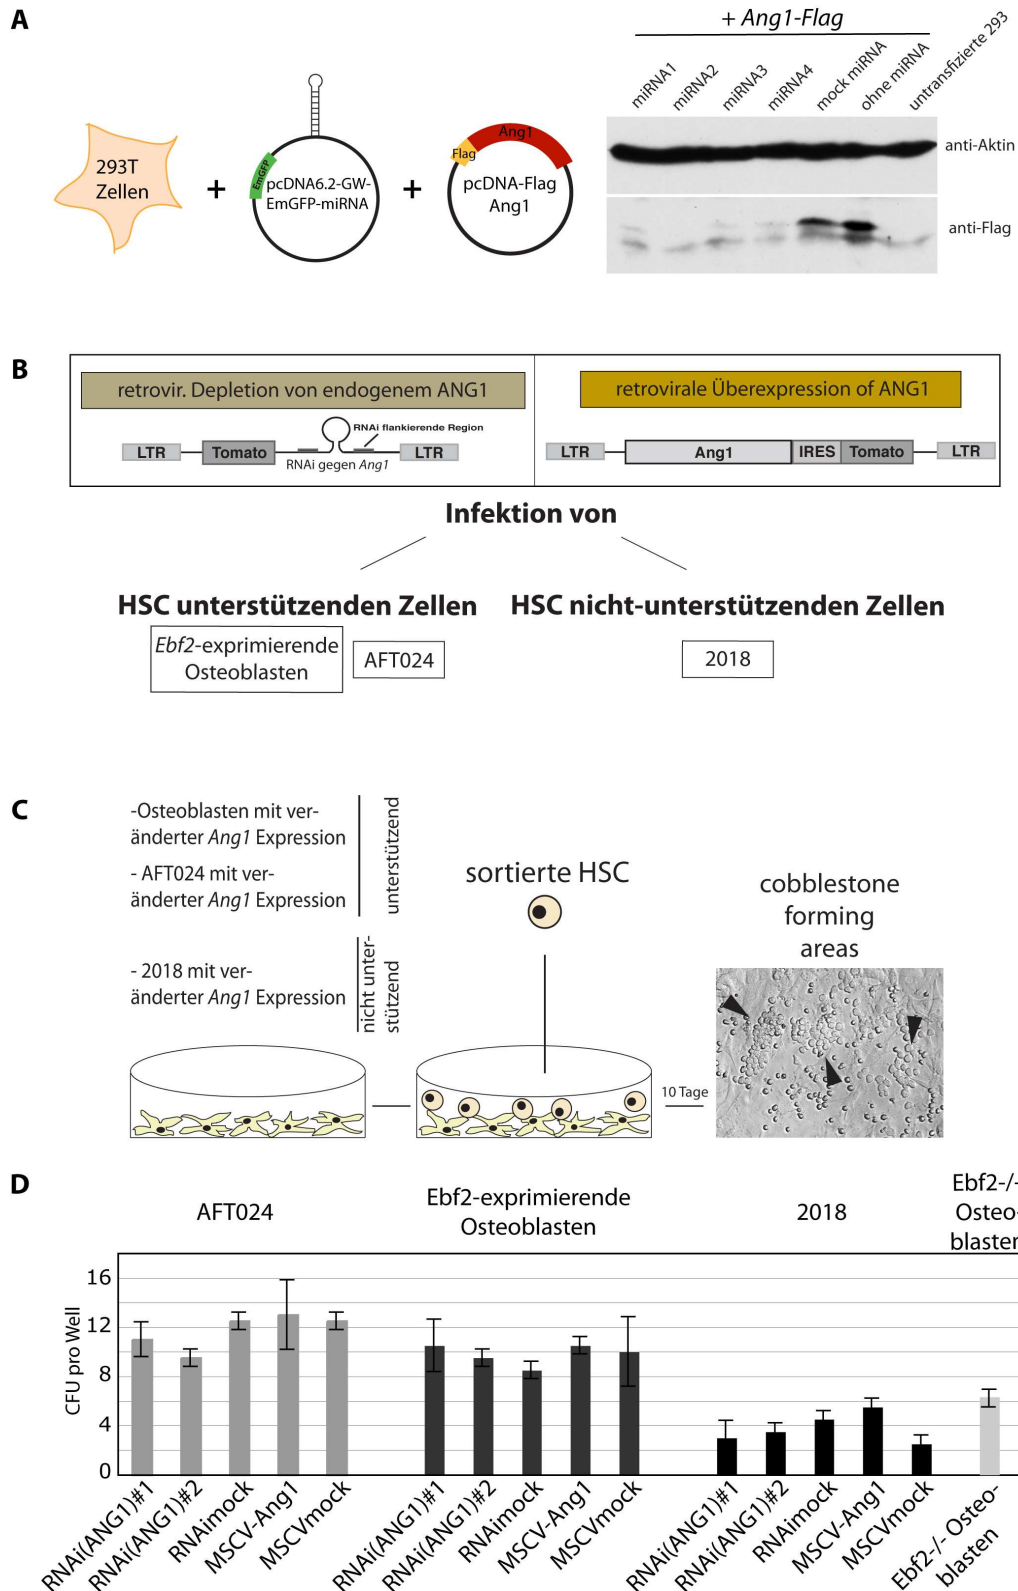 A
+ Ang1-Flag
miRNA1
miRNA2
miRNA3
miRNA4
mock miRNA
ohne miRNA
untransfizierte 293
293T
Zellen
+
EmGFP
pcDNA6.2-GW-
EmGFP-miRNA
+
Flag
Ang1
pcDNA-Flag
Ang1
anti-Aktin
anti-Flag
B
retrovir. Depletion von endogenem ANG1
retrovirale Überexpression of ANG1
RNAi flankierende Region
LTR
Tomato
LTR
RNAi gegen Ang1
LTR
Ang1
IRES
Tomato
LTR
Infektion von
HSC unterstützenden Zellen
HSC nicht-unterstützenden Zellen
Ebf2-exprimierende
Osteoblasten
AFT024
2018
C
-Osteoblasten mit ver-
änderter Ang1 Expression
- AFT024 mit ver-
änderter Ang1 Expression
unterstützend
- 2018 mit ver-
änderter Ang1 Expression
nicht unter-
stützend
sortierte HSC
cobblestone
forming
areas
10 Tage
D
AFT024
Ebf2-exprimierende
Osteoblasten
2018
Ebf2-/-
Osteo-
blasten
CFU pro Well
16
12
8
4
0
RNAi(ANG1)#1
RNAi(ANG1)#2
RNAimock
MSCV-Ang1
MSCVmock
RNAi(ANG1)#1
RNAi(ANG1)#2
RNAimock
MSCV-Ang1
MSCVmock
RNAi(ANG1)#1
RNAi(ANG1)#2
RNAimock
MSCV-Ang1
MSCVmock
Ebf2-/- Osteo-
blasten